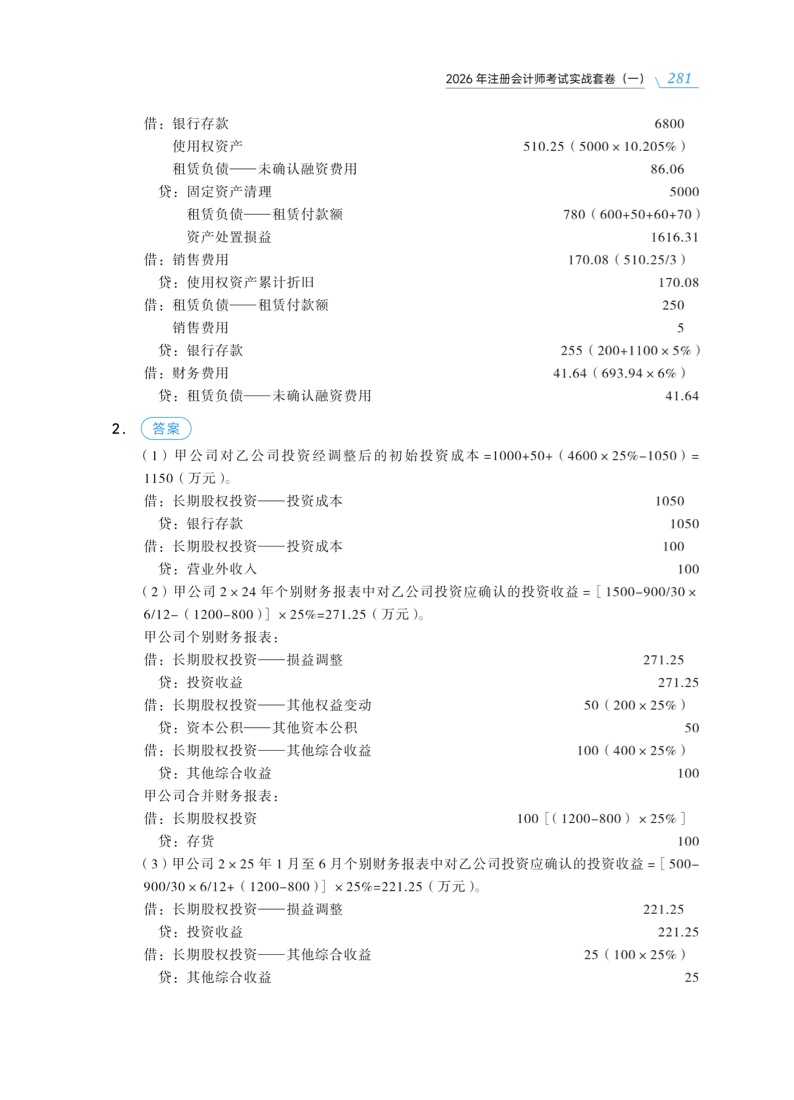 2026 年注册会计师考试实战套卷（一） 281
借：银行存款 6800
使用权资产 510.25（5000×10.205%）
租赁负债——未确认融资费用 86.06
贷：固定资产清理 5000
租赁负债——租赁付款额 780（600+50+60+70）
资产处置损益 1616.31
借：销售费用 170.08（510.25/3）
贷：使用权资产累计折旧 170.08
借：租赁负债——租赁付款额 250
销售费用 5
贷：银行存款 255（200+1100×5%）
借：财务费用 41.64（693.94×6%）
贷：租赁负债——未确认融资费用 41.64
2. 答案
（1）甲公司对乙公司投资经调整后的初始投资成本=1000+50+（4600×25%-1050）=
1150（万元）。
借：长期股权投资——投资成本 1050
贷：银行存款 1050
借：长期股权投资——投资成本 100
贷：营业外收入 100
（2）甲公司 2×24 年个别财务报表中对乙公司投资应确认的投资收益=［1500-900/30×
6/12-（1200-800）］×25%=271.25（万元）。
甲公司个别财务报表：
借：长期股权投资——损益调整 271.25
贷：投资收益 271.25
借：长期股权投资——其他权益变动 50（200×25%）
贷：资本公积——其他资本公积 50
借：长期股权投资——其他综合收益 100（400×25%）
贷：其他综合收益 100
甲公司合并财务报表：
借：长期股权投资 100［（1200-800）×25%］
贷：存货 100
（3）甲公司 2×25 年 1 月至 6 月个别财务报表中对乙公司投资应确认的投资收益=［500-
900/30×6/12+（1200-800）］×25%=221.25（万元）。
借：长期股权投资——损益调整 221.25
贷：投资收益 221.25
借：长期股权投资——其他综合收益 25（100×25%）
贷：其他综合收益 25